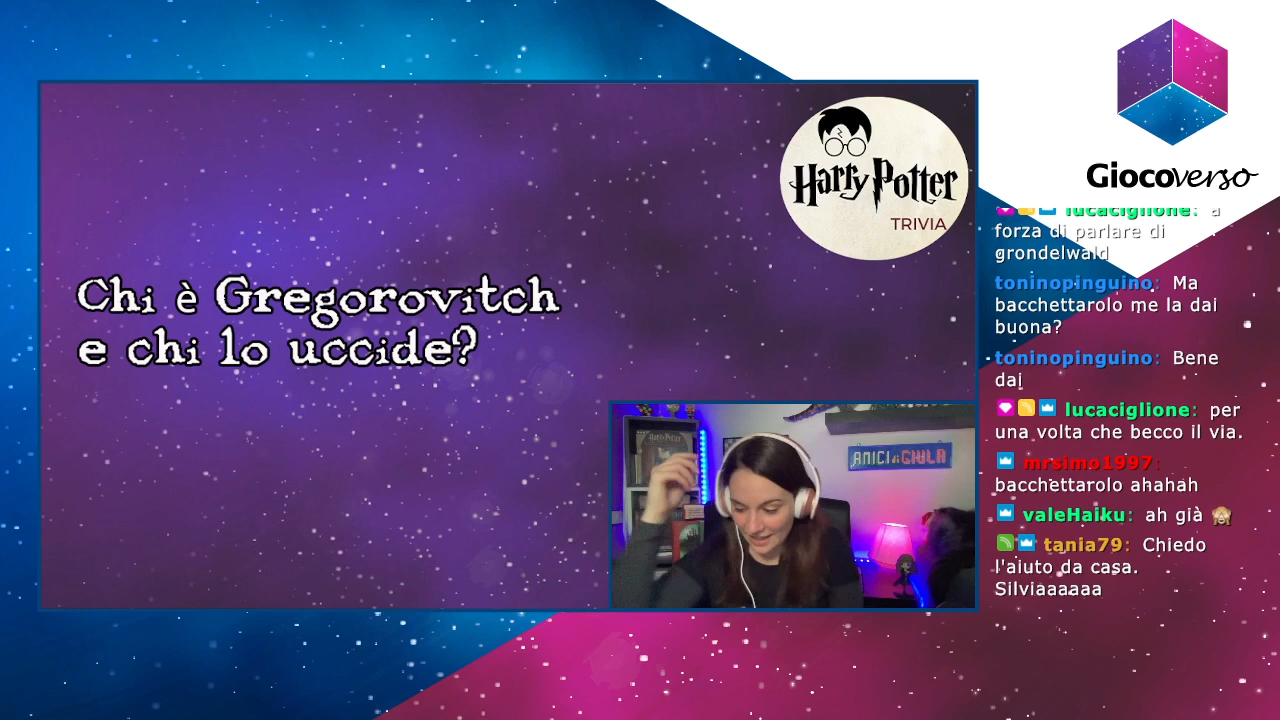 Giocoverso
Harry Potter
TRIVIA
Chi è Gregorovitch
e chi lo uccide?
AMICI di GIULA
lucaciglione: a
forza di parlare di
grondelwald
toninopinguino: Ma
bacchettarolo me la dai
buona?
toninopinguino: Bene
dai
lucaciglione: per
una volta che becco il via.
mrsimo1997:
bacchettarolo ahahah
valeHaiku: ah già 🙈
tania79: Chiedo
l'aiuto da casa.
Silviaaaaaa